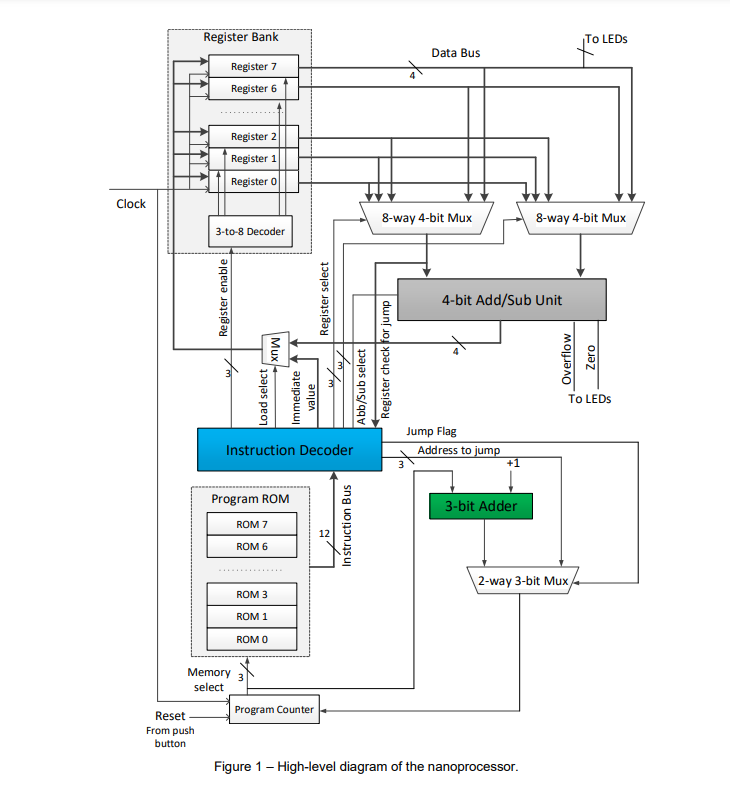 Register Bank
To LEDs
Data Bus
Register 7
4
Register 6
Register 2
Register 1
Register 0
Clock
8-way 4-bit Mux
8-way 4-bit Mux
3-to-8 Decoder
Register enable
Register select
4-bit Add/Sub Unit
Register check for jump
Mux
4
Overflow
Zero
3
3
3
Load select
Immediate
value
Abb/Sub select
To LEDs
Jump Flag
Instruction Decoder
Address to jump
3
+1
Program ROM
Instruction Bus
3-bit Adder
ROM 7
12
ROM 6
2-way 3-bit Mux
ROM 3
ROM 1
ROM 0
Memory
select
3
Program Counter
Reset
From push
button
Figure 1 – High-level diagram of the nanoprocessor.